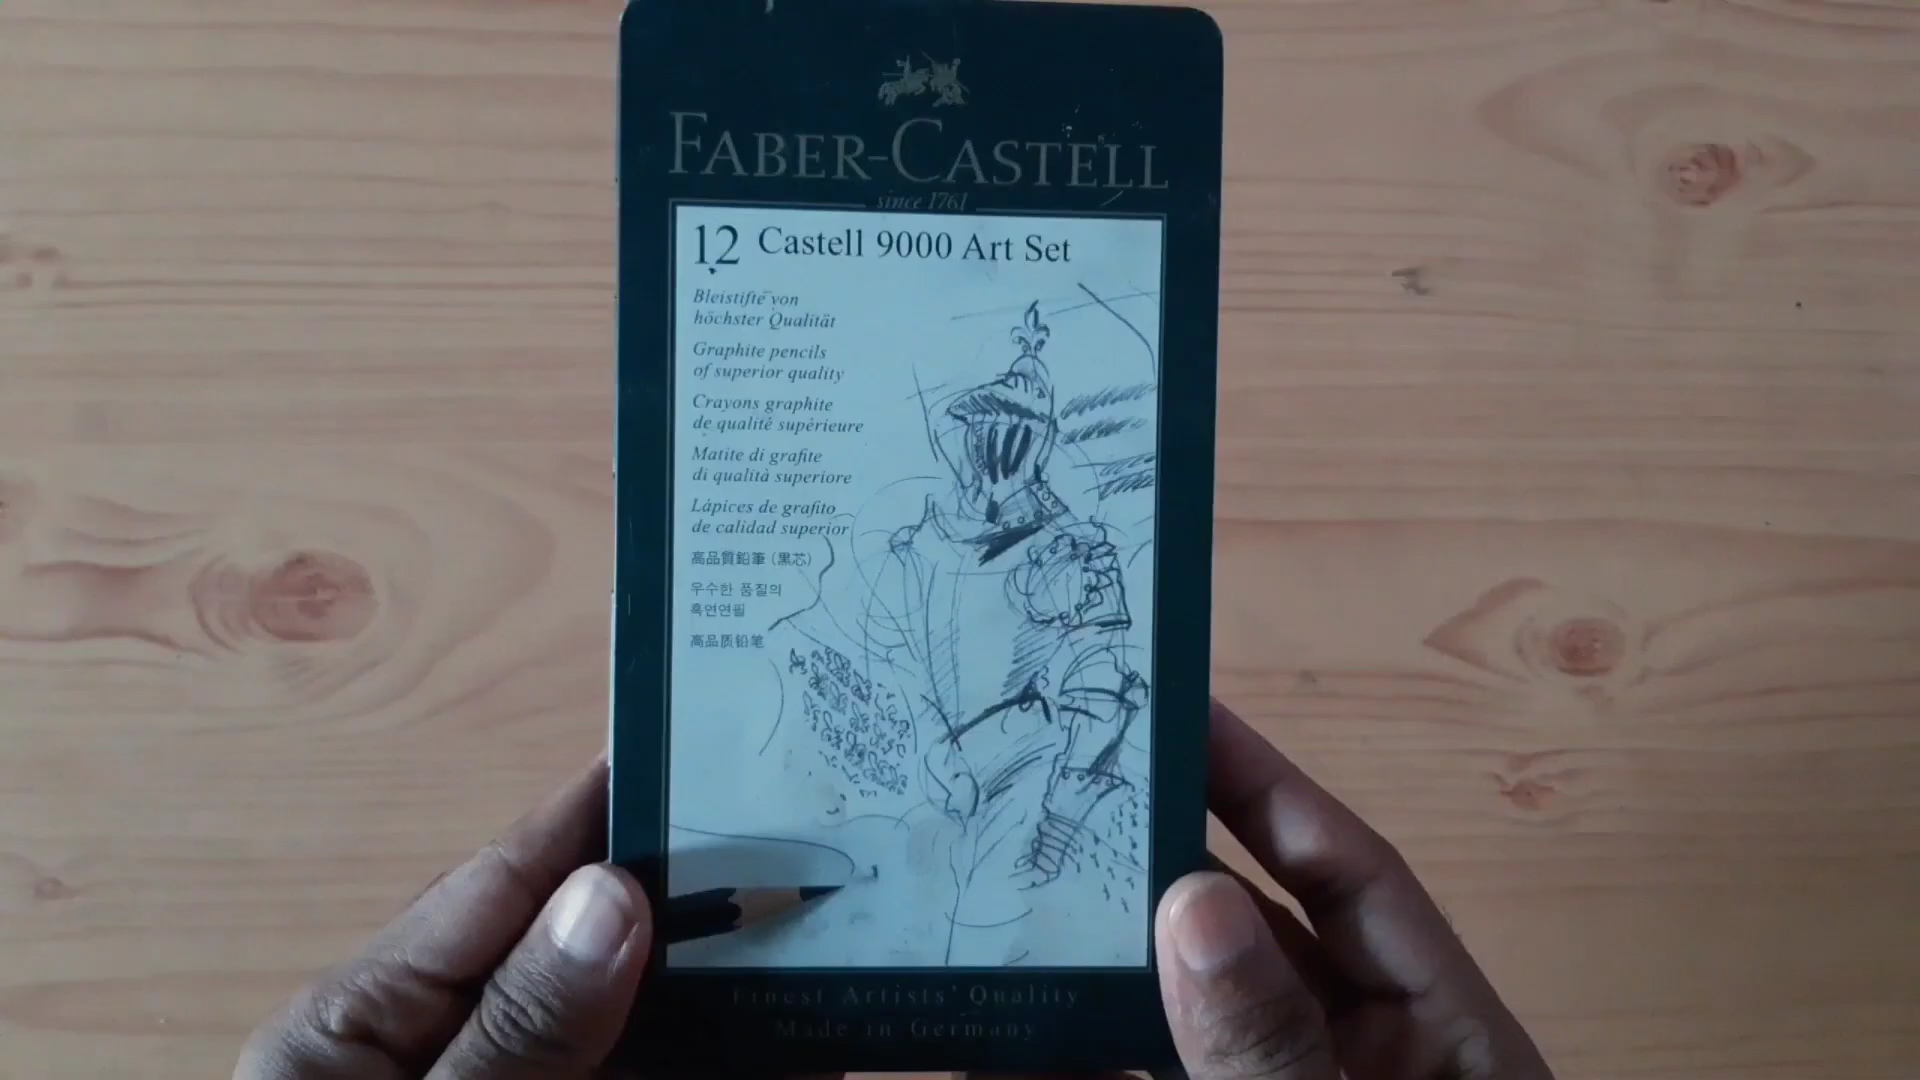 FABER-CASTELL
since 1761
12 Castell 9000 Art Set
Bleistifte von
höchster Qualität
Graphite pencils
of superior quality
Crayons graphite
de qualité supérieure
Matite di grafite
di qualità superiore
Lápices de grafito
de calidad superior
高品質鉛筆 (黒芯)
우수한 품질의
흑연연필
高品质铅笔
Finest Artists' Quality
Made in Germany